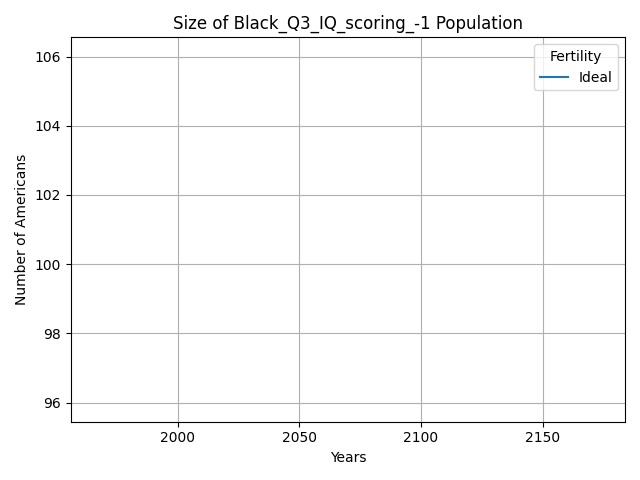 Size of Black_Q3_IQ_scoring_-1 Population
Fertility
Ideal
106
104
102
100
98
96
Number of Americans
2000
2050
2100
2150
Years